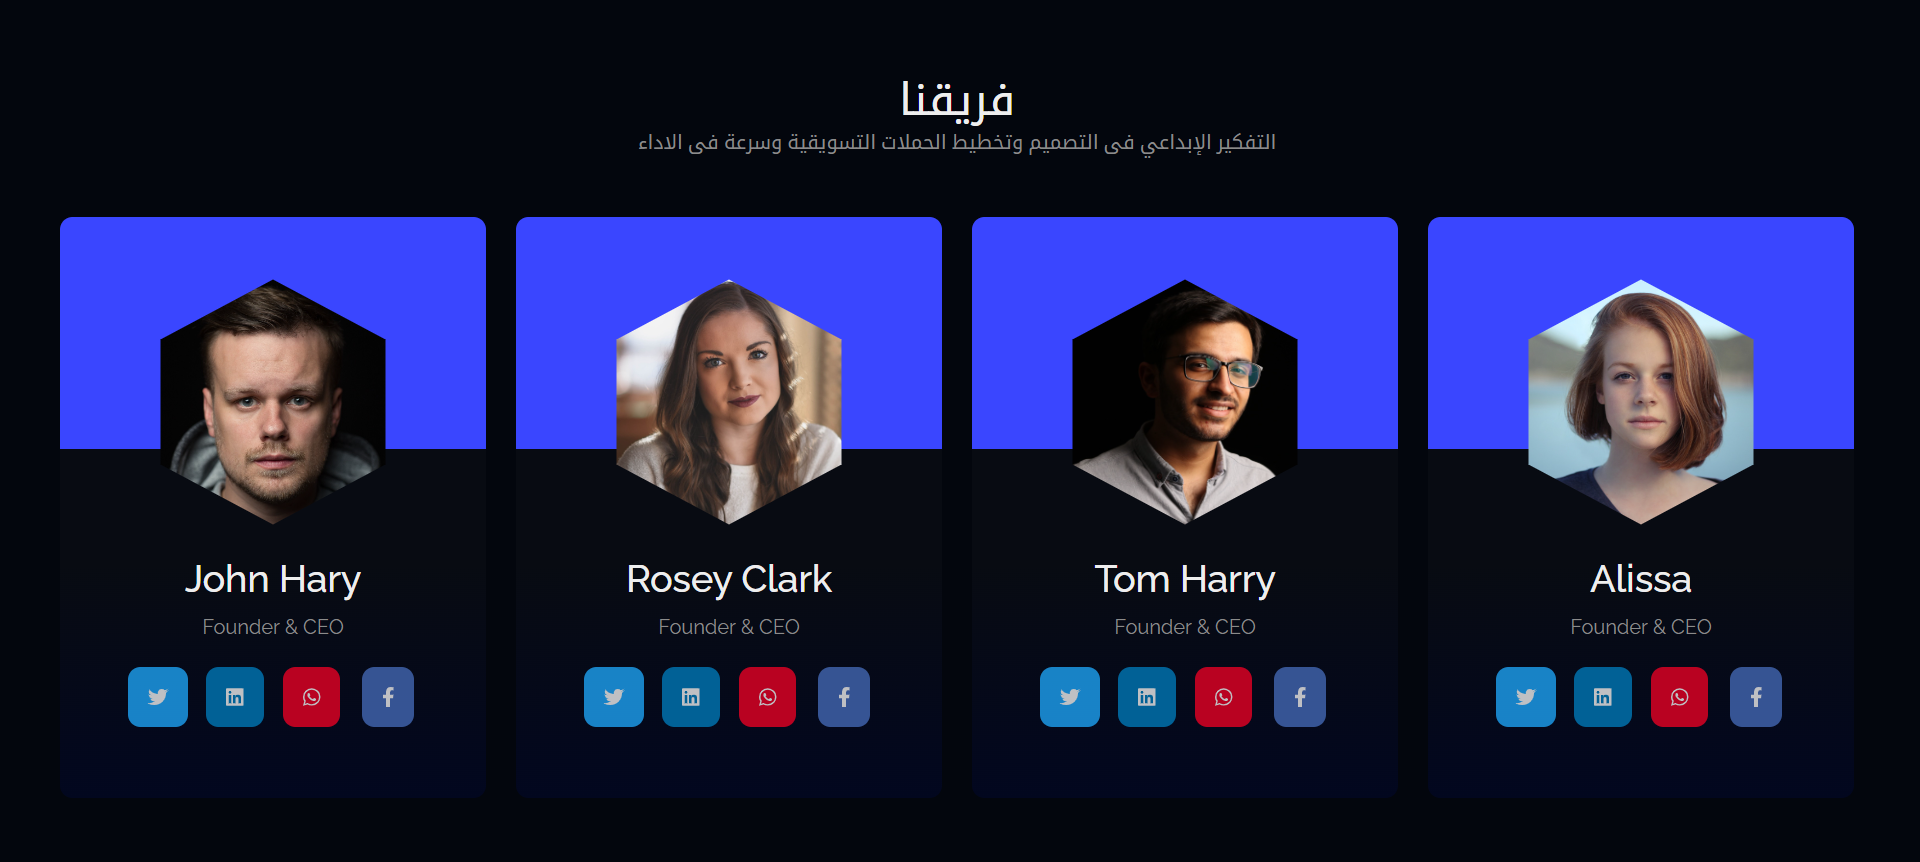 فريقنا
التفكير الإبداعي فى التصميم وتخطيط الحملات التسويقية وسرعة فى الاداء
John Hary
Founder & CEO
Rosey Clark
Founder & CEO
Tom Harry
Founder & CEO
Alissa
Founder & CEO